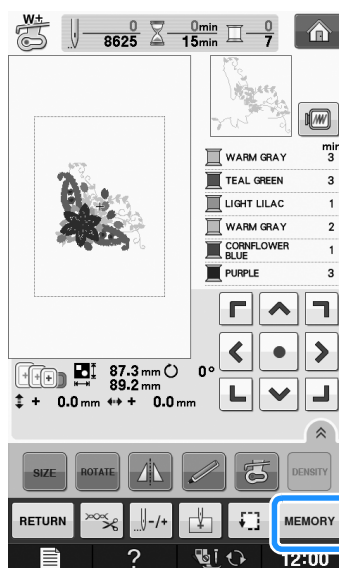 W+ 0 0min 0
8625 15min 7
min
WARM GRAY 3
TEAL GREEN 3
LIGHT LILAC 1
WARM GRAY 2
CORNFLOWER
BLUE 1
PURPLE 3
87.3 mm 0°
89.2 mm
+ 0.0 mm + 0.0 mm
SIZE ROTATE DENSITY
RETURN -/+ MEMORY
? 12:00